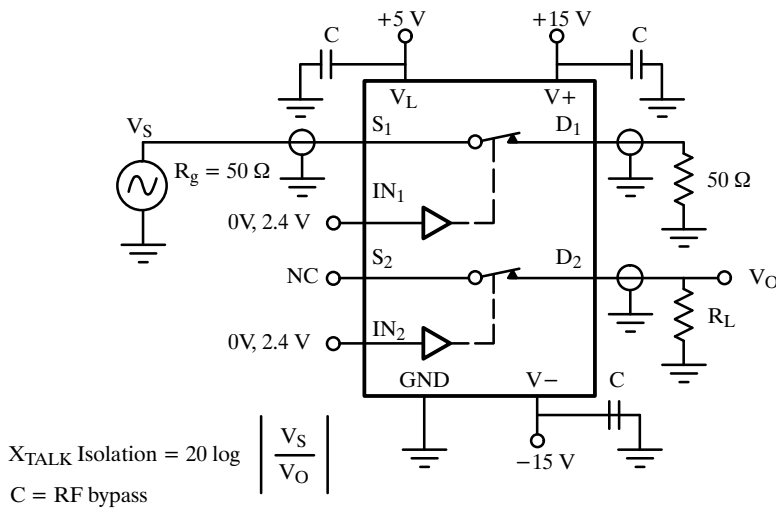 +5 V
+15 V
C
C
V_L
V+
V_S
S_1
D_1
R_g = 50 Ω
50 Ω
IN_1
0V, 2.4 V
S_2
D_2
NC
V_O
0V, 2.4 V
IN_2
R_L
GND
V−
C
−15 V
X_TALK Isolation = 20 log | V_S / V_O |
C = RF bypass